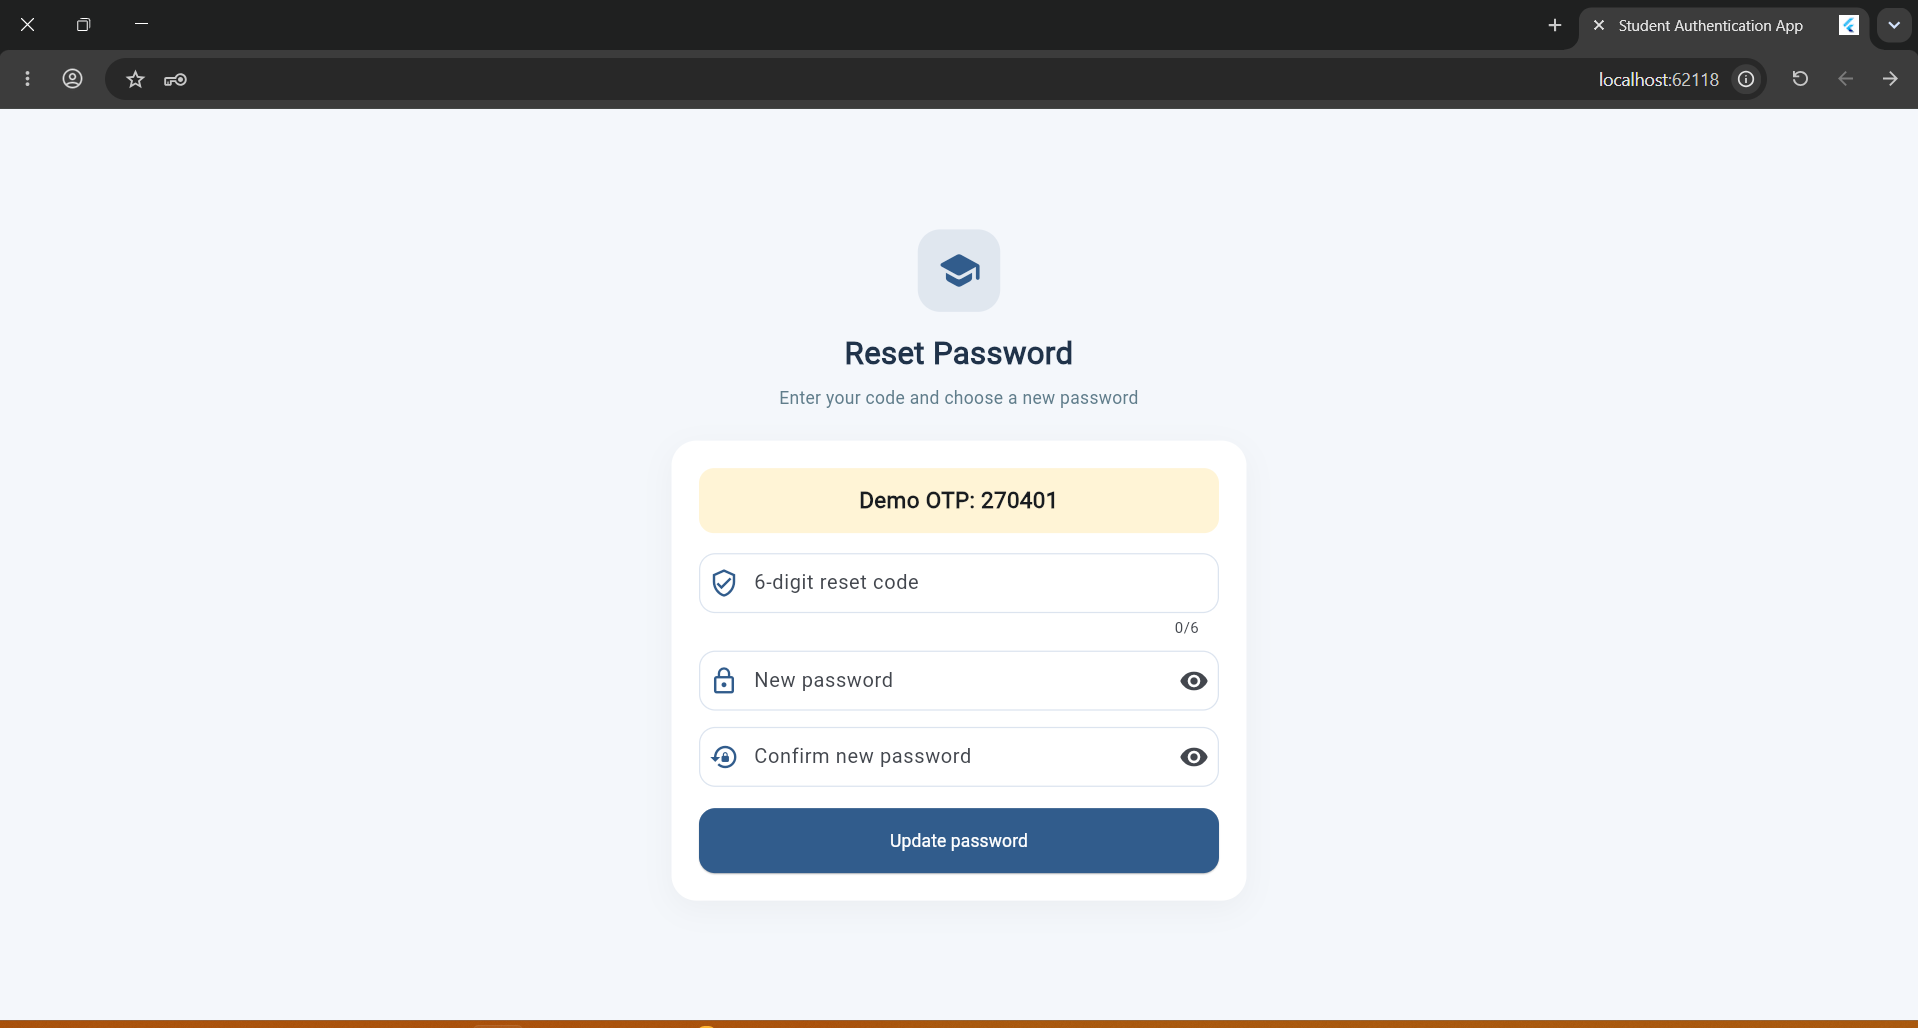 Student Authentication App
localhost:62118
Reset Password
Enter your code and choose a new password
Demo OTP: 270401
6-digit reset code
0/6
New password
Confirm new password
Update password